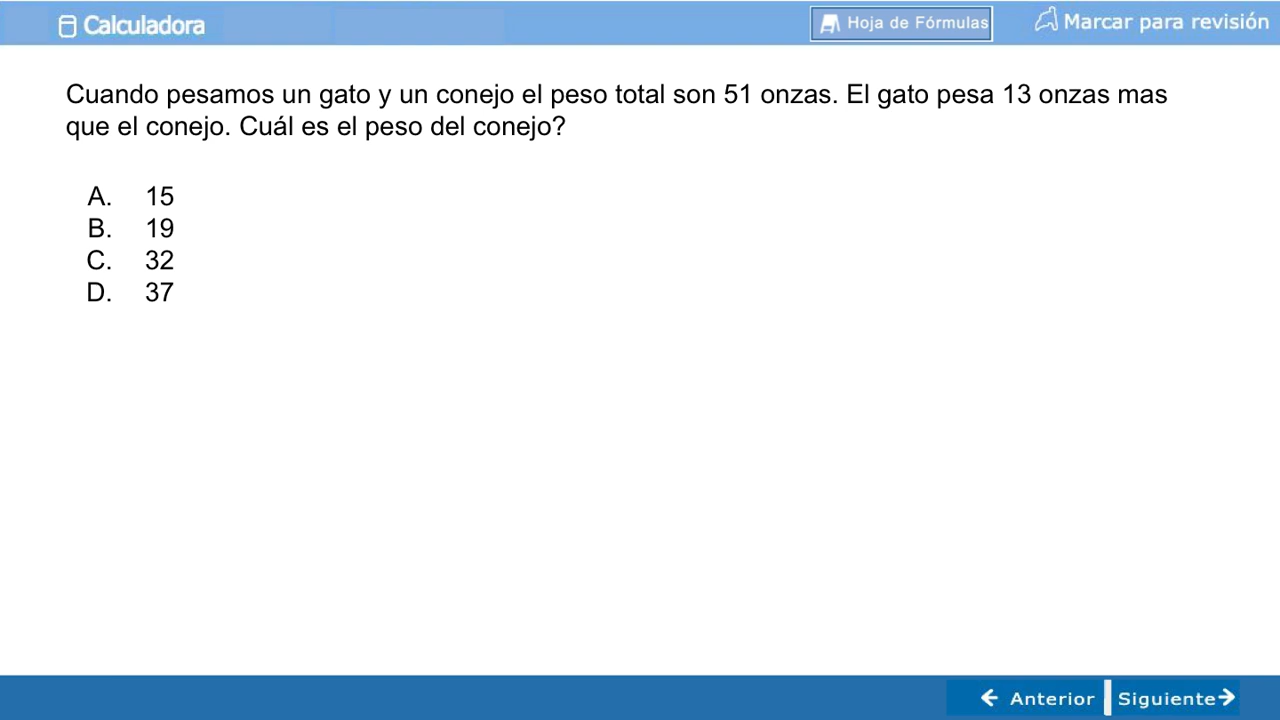 Calculadora
Hoja de Fórmulas
Marcar para revisión
Cuando pesamos un gato y un conejo el peso total son 51 onzas. El gato pesa 13 onzas mas
que el conejo. Cuál es el peso del conejo?
A. 15
B. 19
C. 32
D. 37
Anterior
Siguiente